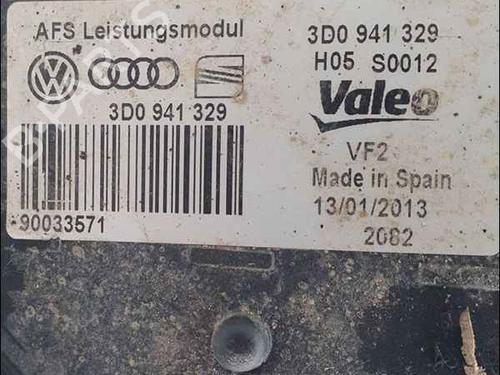 AFS Leistungsmodul
3D0 941 329
90033571
3D0 941 329
H05 S0012
Valeo
VF2
Made in Spain
13/01/2013
2082